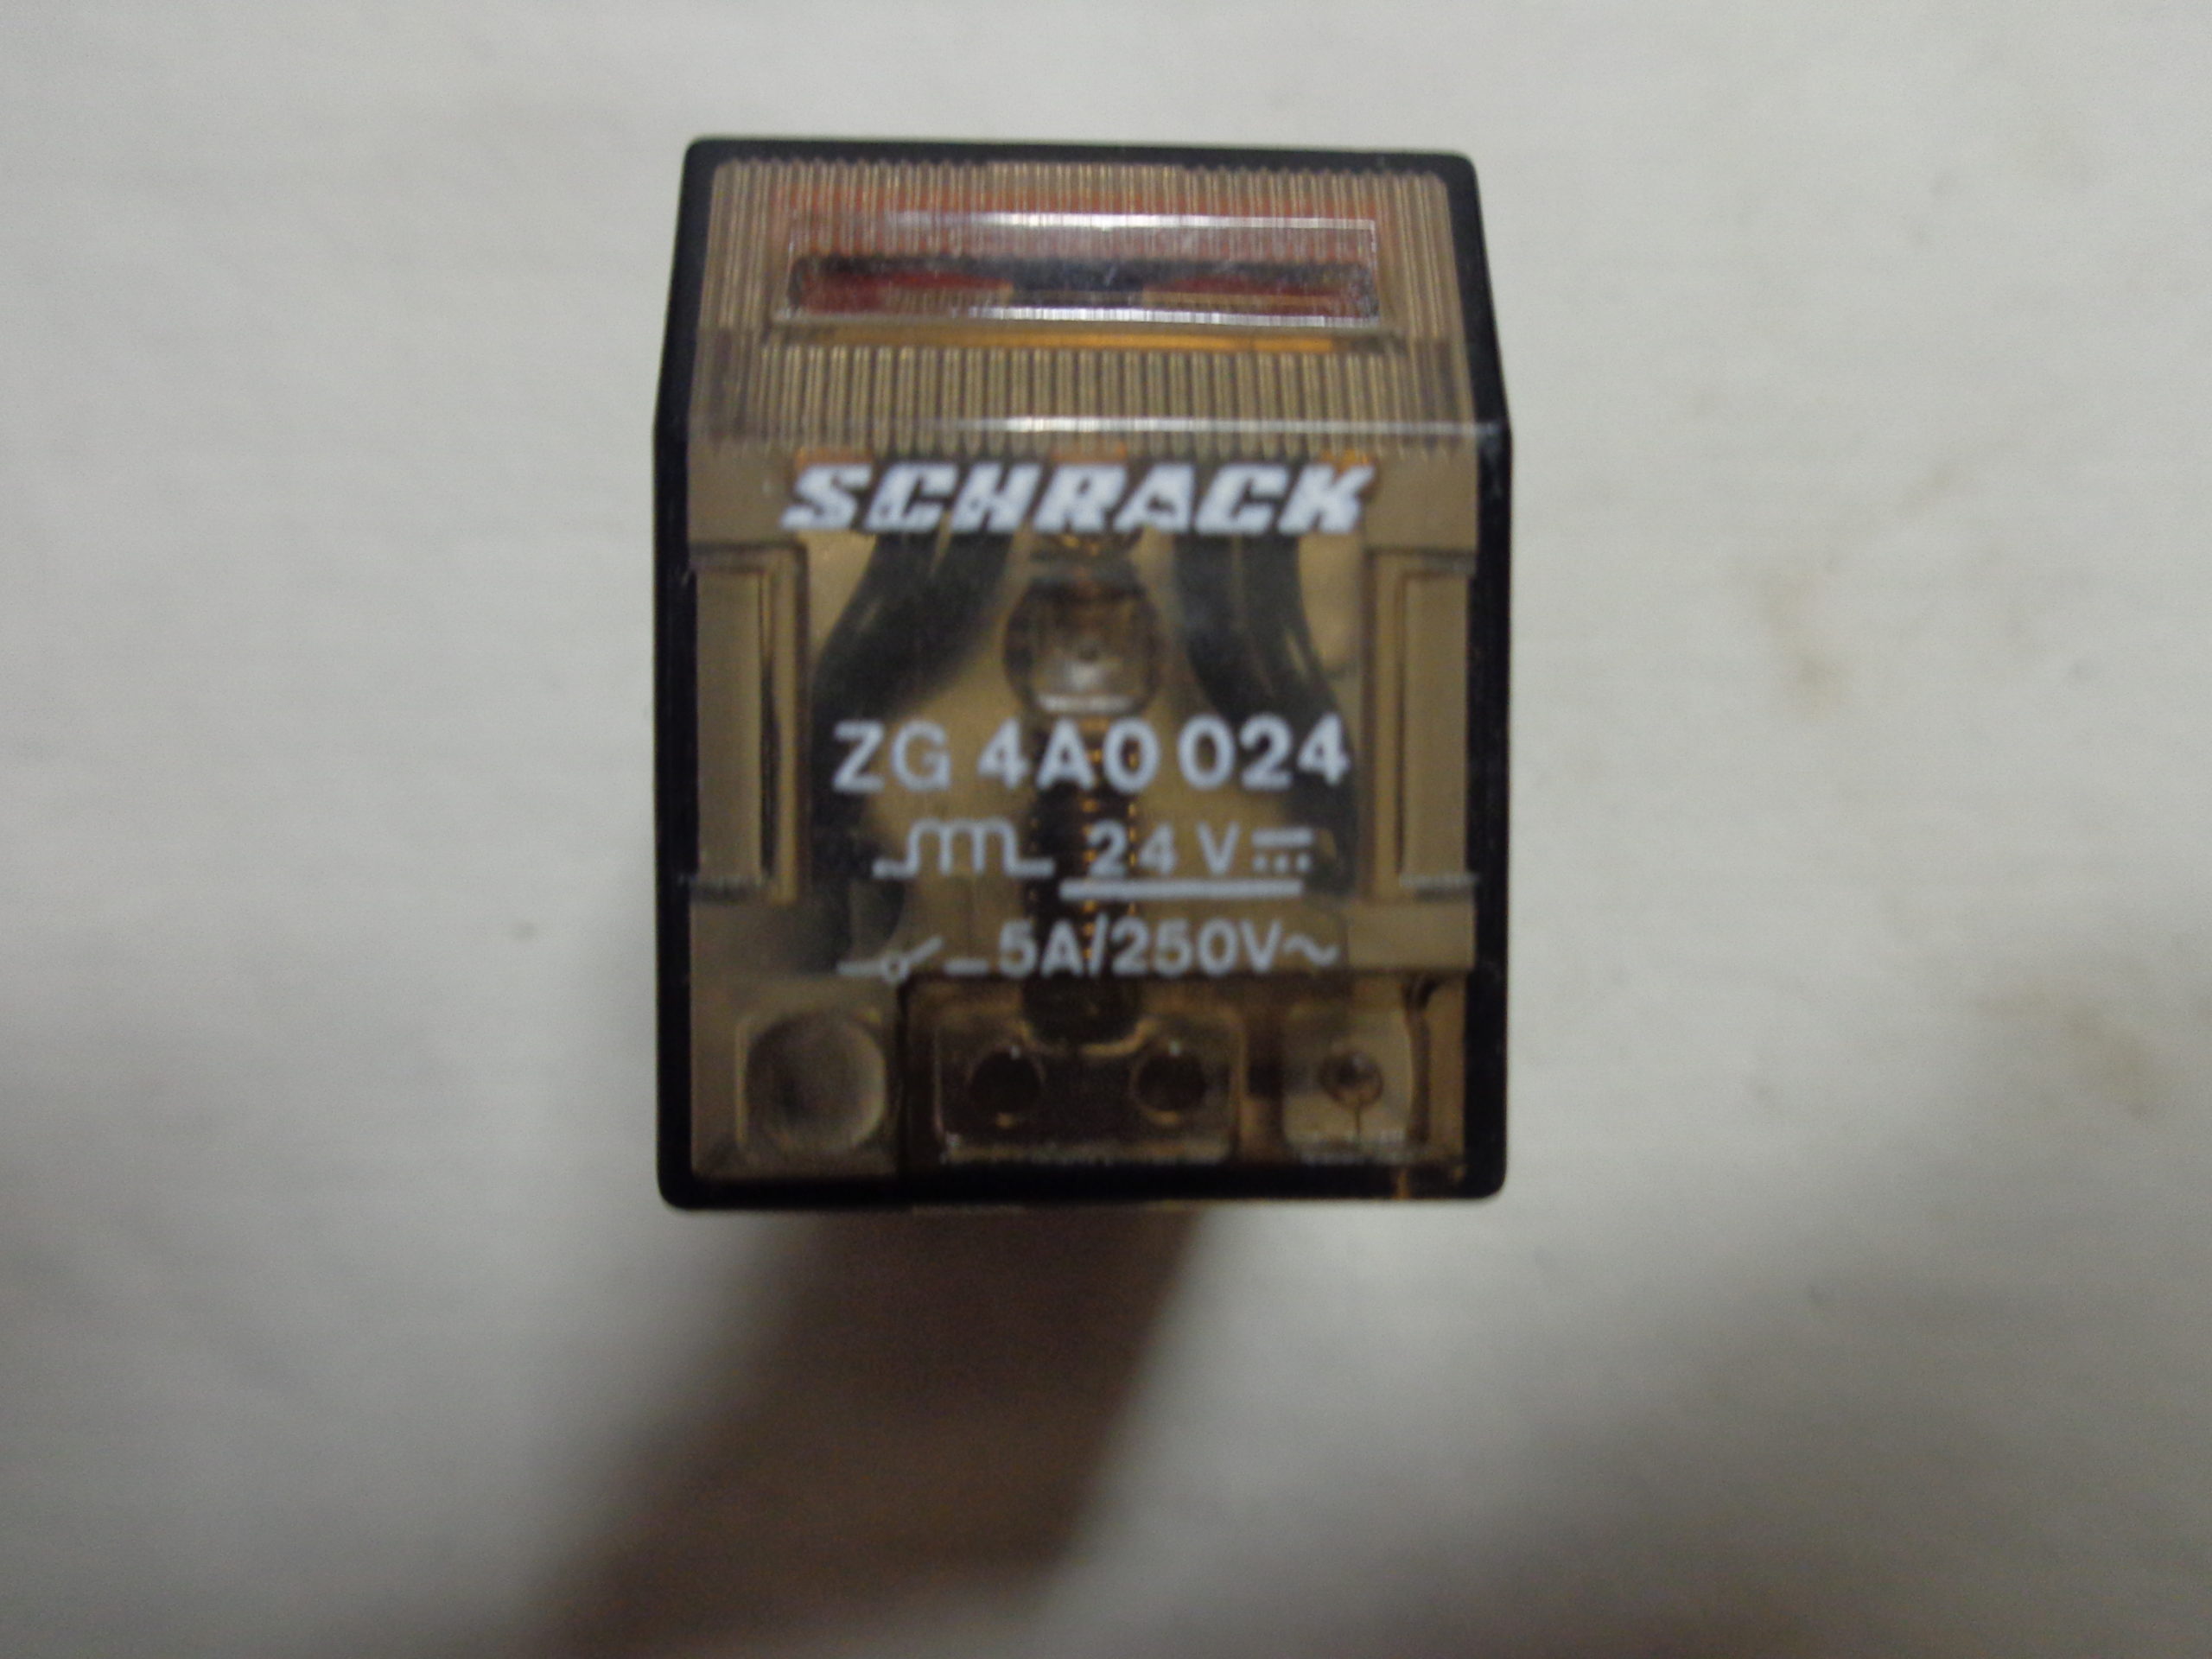 SCHRACK
ZG 4A0 024
24 V ⎓
5A/250V~